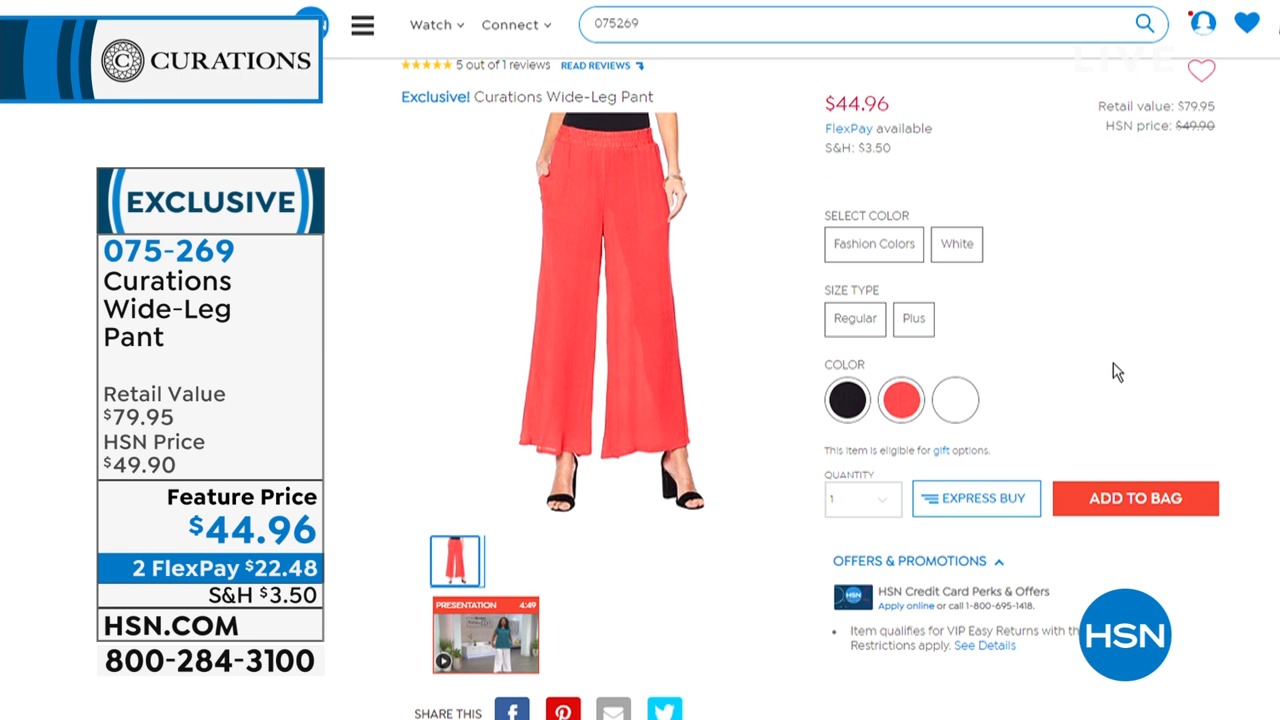 CURATIONS
Watch
Connect
075269
LIVE
5 out of 1 reviews
READ REVIEWS
Exclusive! Curations Wide-Leg Pant
$44.96
Retail value: $79.95
FlexPay available
HSN price: $49.90
S&H: $3.50
EXCLUSIVE
075-269
Curations
Wide-Leg
Pant
Retail Value
$79.95
HSN Price
$49.90
Feature Price
$44.96
2 FlexPay $22.48
S&H $3.50
HSN.COM
800-284-3100
SELECT COLOR
Fashion Colors
White
SIZE TYPE
Regular
Plus
COLOR
This item is eligible for gift options.
QUANTITY
1
EXPRESS BUY
ADD TO BAG
OFFERS & PROMOTIONS
HSN
HSN Credit Card Perks & Offers
Apply online or call 1-800-695-1418.
Item qualifies for VIP Easy Returns with th
Restrictions apply. See Details
HSN
PRESENTATION 4:49
SHARE THIS